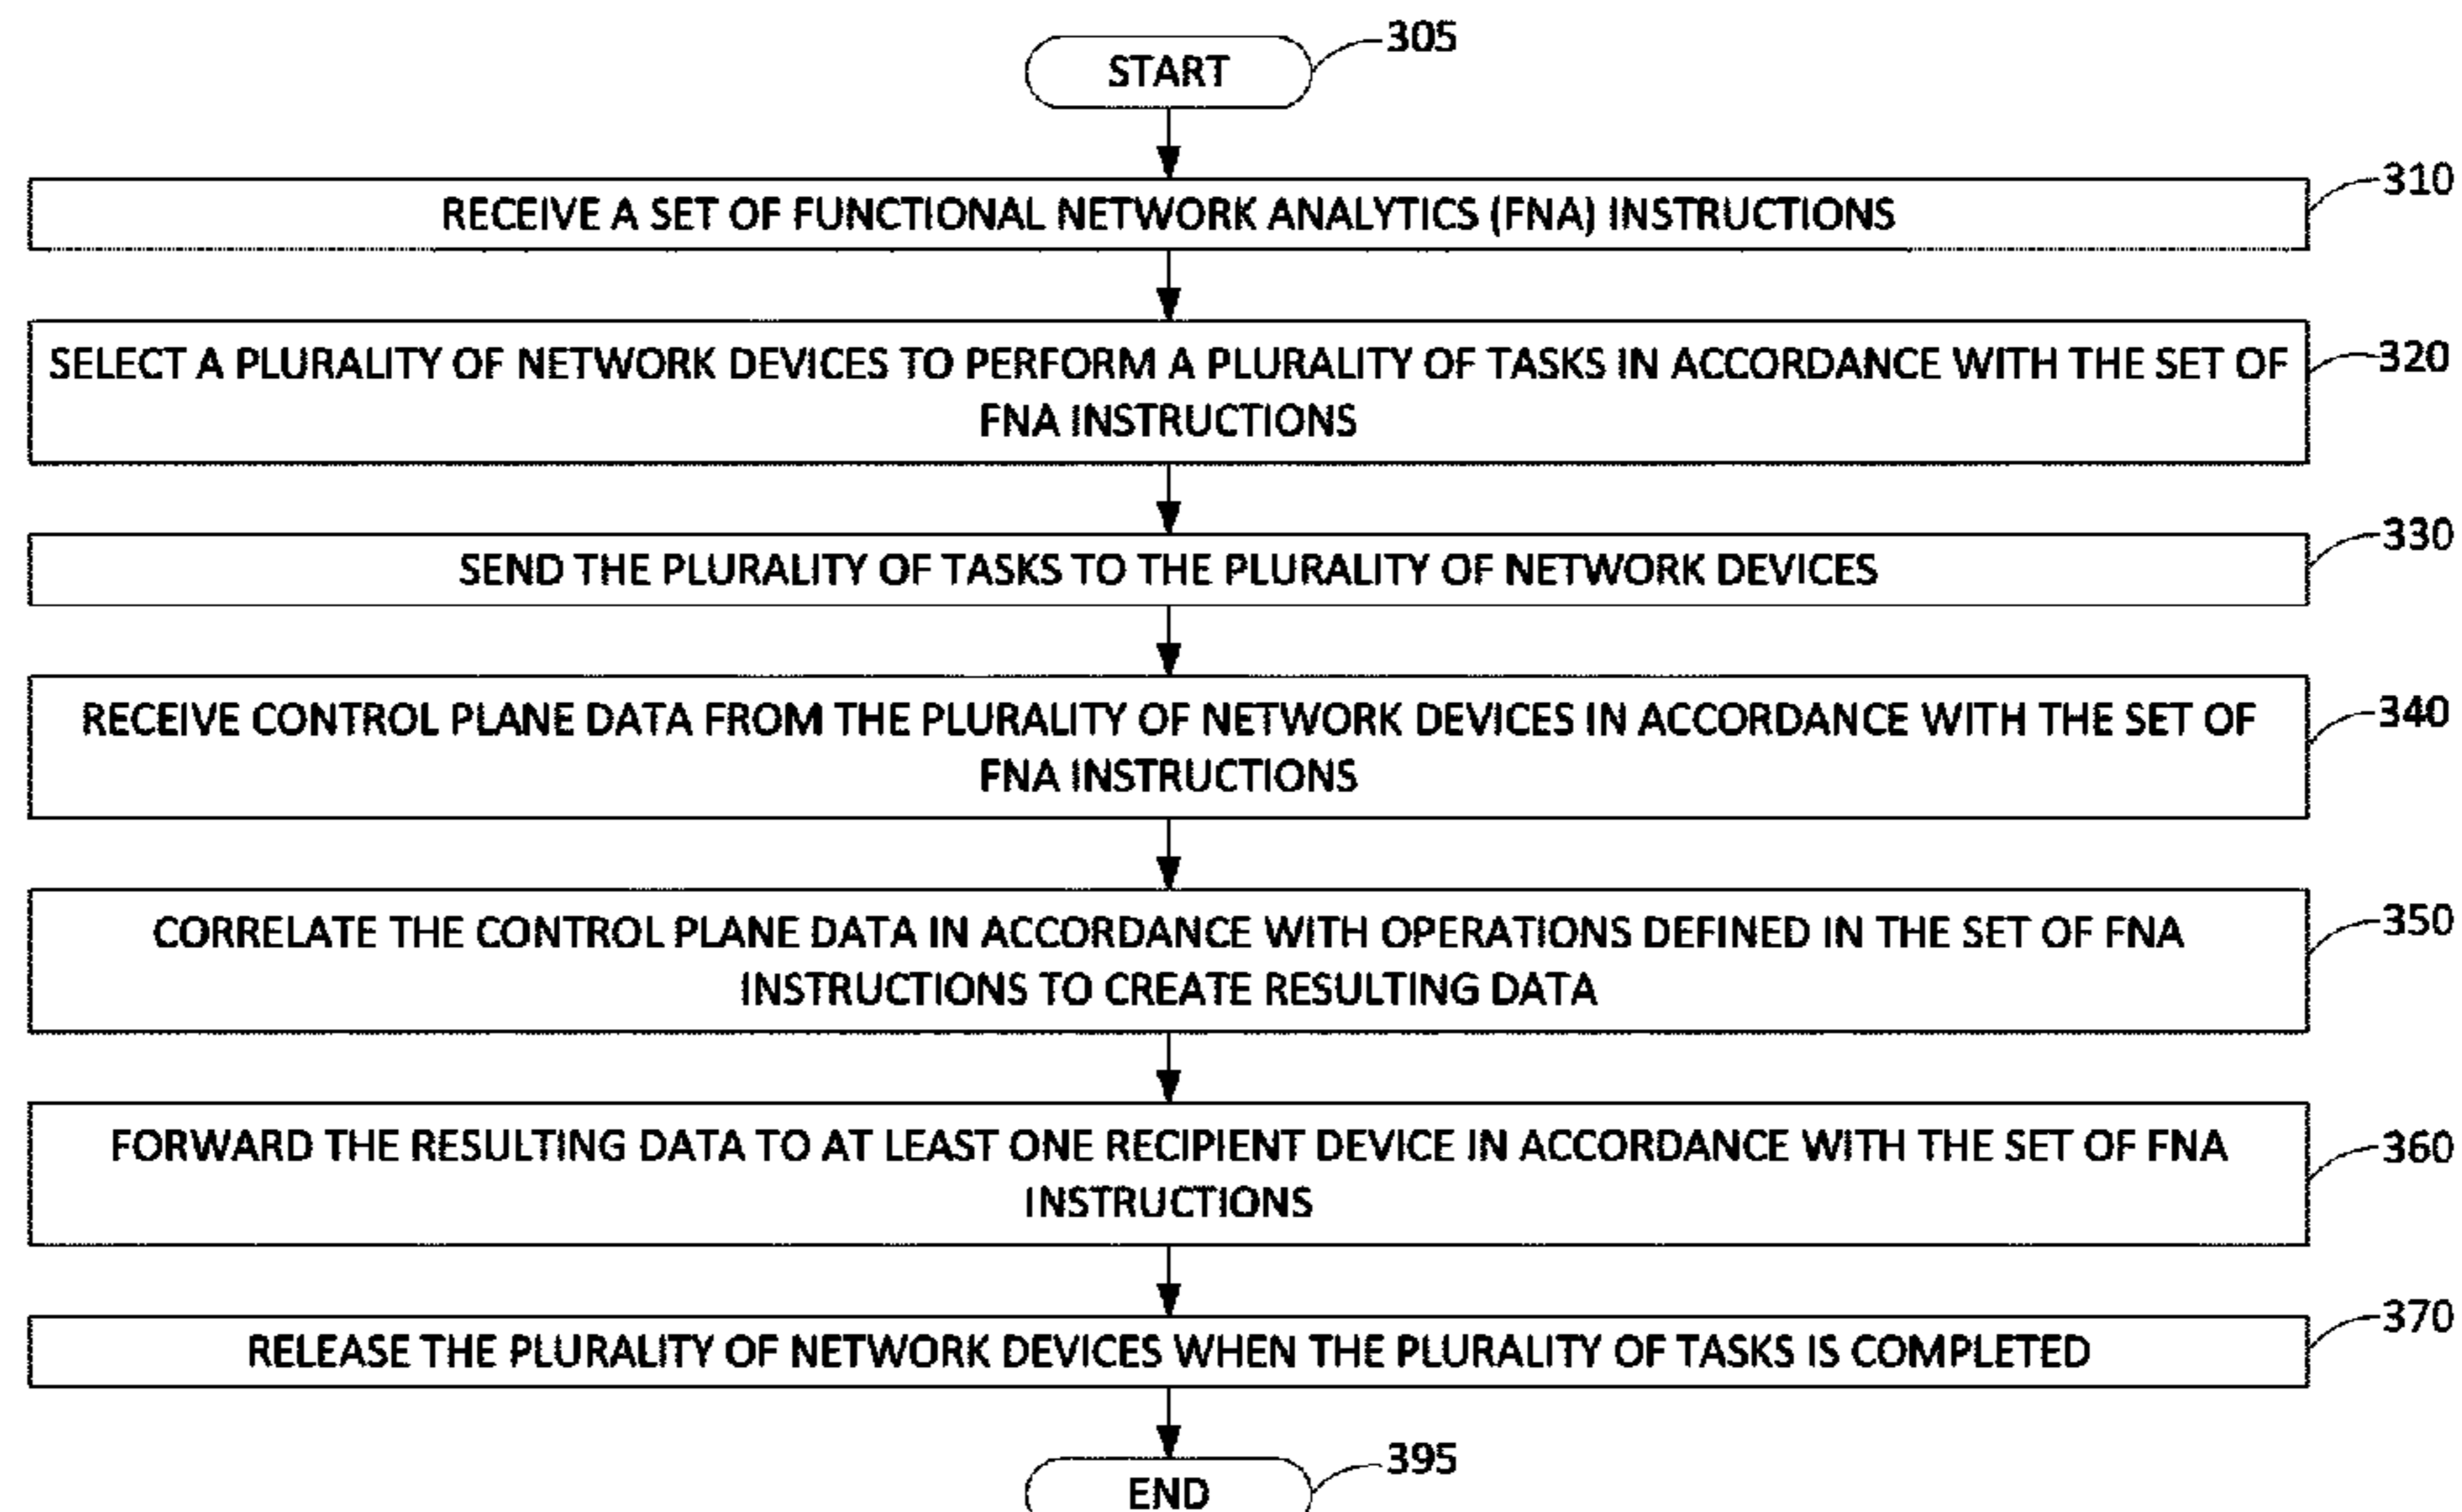 START
305
RECEIVE A SET OF FUNCTIONAL NETWORK ANALYTICS (FNA) INSTRUCTIONS
310
SELECT A PLURALITY OF NETWORK DEVICES TO PERFORM A PLURALITY OF TASKS IN ACCORDANCE WITH THE SET OF
FNA INSTRUCTIONS
320
SEND THE PLURALITY OF TASKS TO THE PLURALITY OF NETWORK DEVICES
330
RECEIVE CONTROL PLANE DATA FROM THE PLURALITY OF NETWORK DEVICES IN ACCORDANCE WITH THE SET OF
FNA INSTRUCTIONS
340
CORRELATE THE CONTROL PLANE DATA IN ACCORDANCE WITH OPERATIONS DEFINED IN THE SET OF FNA
INSTRUCTIONS TO CREATE RESULTING DATA
350
FORWARD THE RESULTING DATA TO AT LEAST ONE RECIPIENT DEVICE IN ACCORDANCE WITH THE SET OF FNA
INSTRUCTIONS
360
RELEASE THE PLURALITY OF NETWORK DEVICES WHEN THE PLURALITY OF TASKS IS COMPLETED
370
END
395